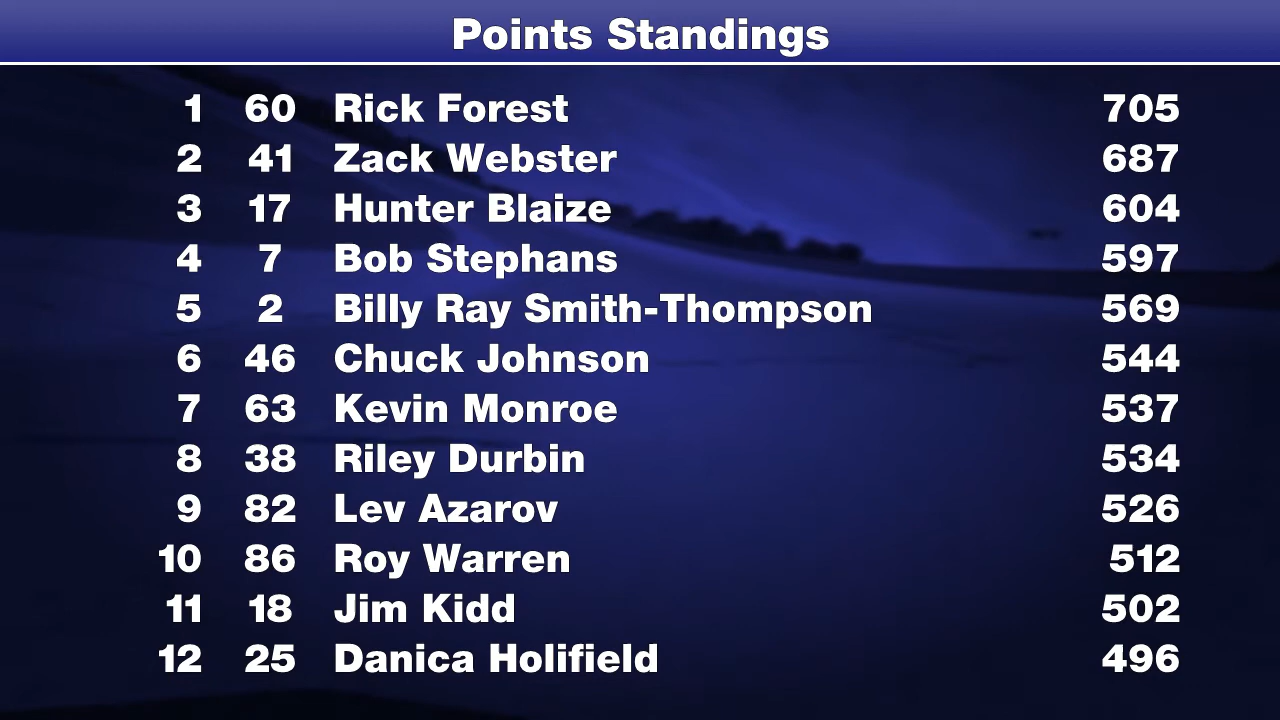 Points Standings
1 60 Rick Forest 705
2 41 Zack Webster 687
3 17 Hunter Blaize 604
4 7 Bob Stephans 597
5 2 Billy Ray Smith-Thompson 569
6 46 Chuck Johnson 544
7 63 Kevin Monroe 537
8 38 Riley Durbin 534
9 82 Lev Azarov 526
10 86 Roy Warren 512
11 18 Jim Kidd 502
12 25 Danica Holifield 496